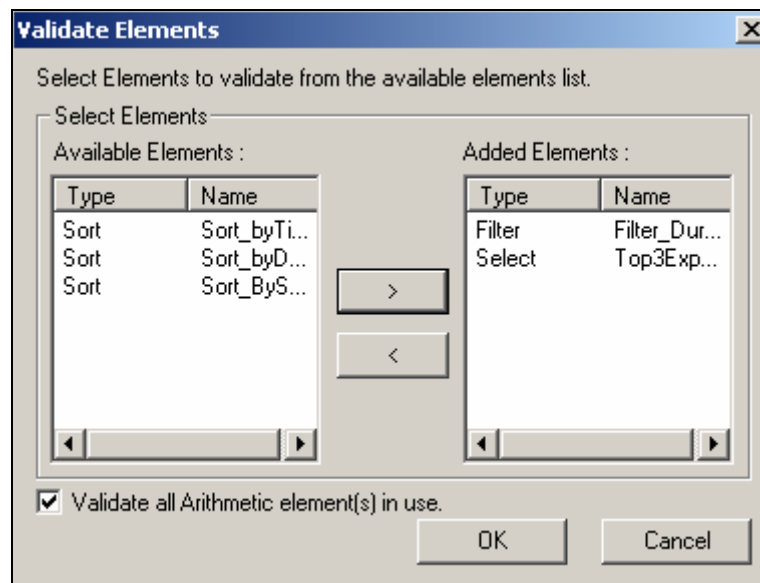 Validate Elements
Select Elements to validate from the available elements list.
Select Elements
Available Elements :
Type Name
Sort Sort_byTi...
Sort Sort_byD...
Sort Sort_ByS...
>
<
Added Elements :
Type Name
Filter Filter_Dur...
Select Top3Exp...
Validate all Arithmetic element(s) in use.
OK Cancel